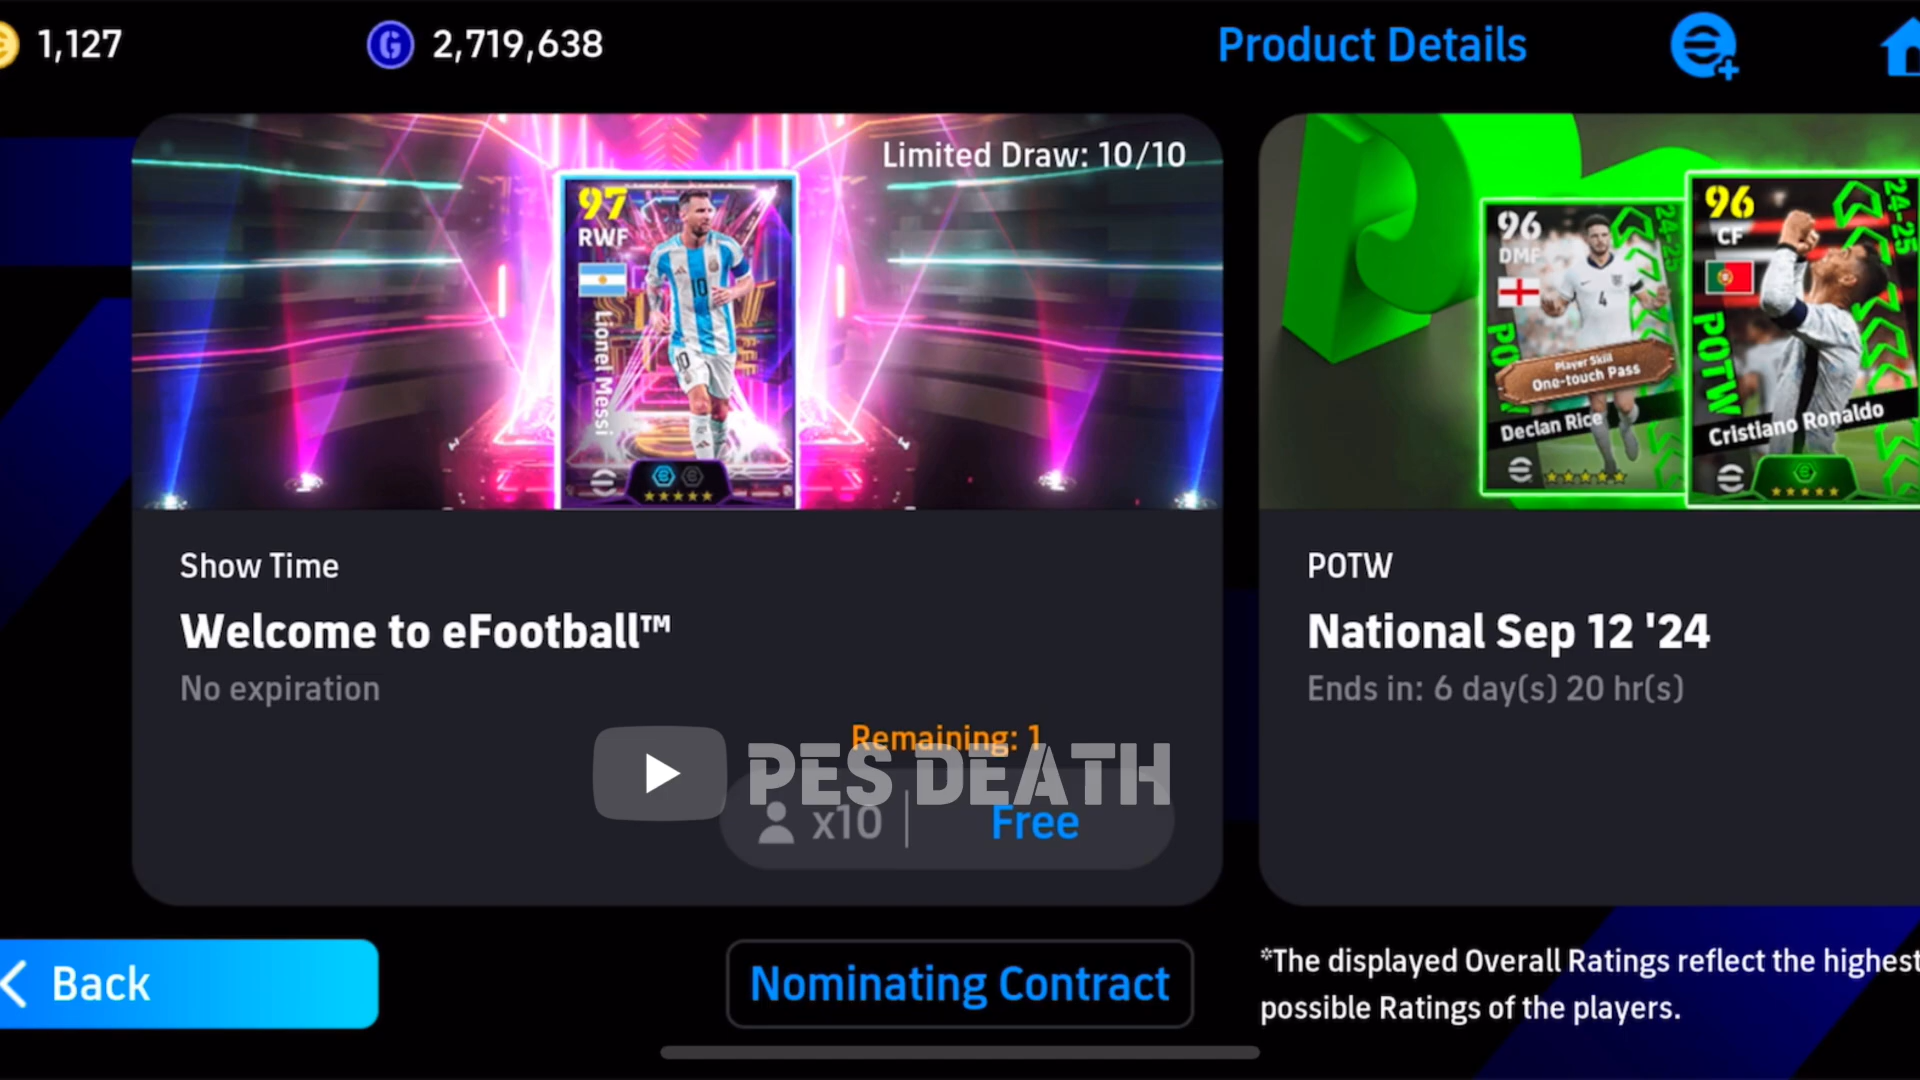 1,127
2,719,638
Product Details
Limited Draw: 10/10
97
RWF
Lionel Messi
Show Time
Welcome to eFootball™
No expiration
Remaining: 1
PES DEATH
x10
Free
96
DMF
24-25
Player Skill
One-touch Pass
Declan Rice
96
CF
24-25
POTW
Cristiano Ronaldo
POTW
National Sep 12 '24
Ends in: 6 day(s) 20 hr(s)
Back
Nominating Contract
*The displayed Overall Ratings reflect the highest
possible Ratings of the players.